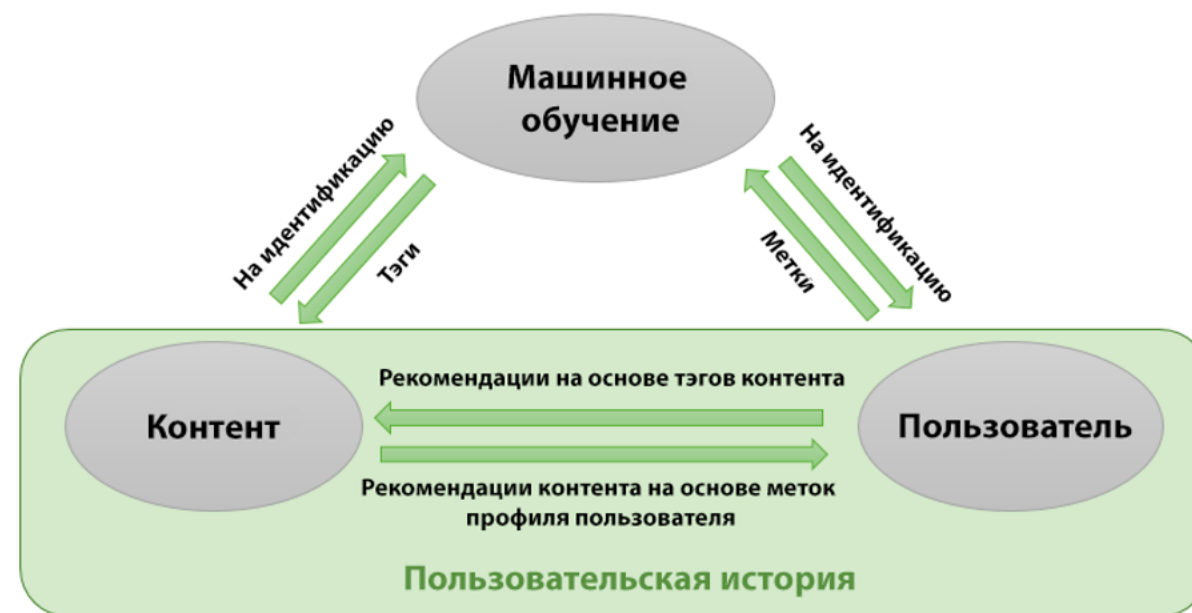 Машинное
обучение
На идентификацию
Тэги
На идентификацию
Метки
Рекомендации на основе тэгов контента
Контент
Пользователь
Рекомендации контента на основе меток
профиля пользователя
Пользовательская история